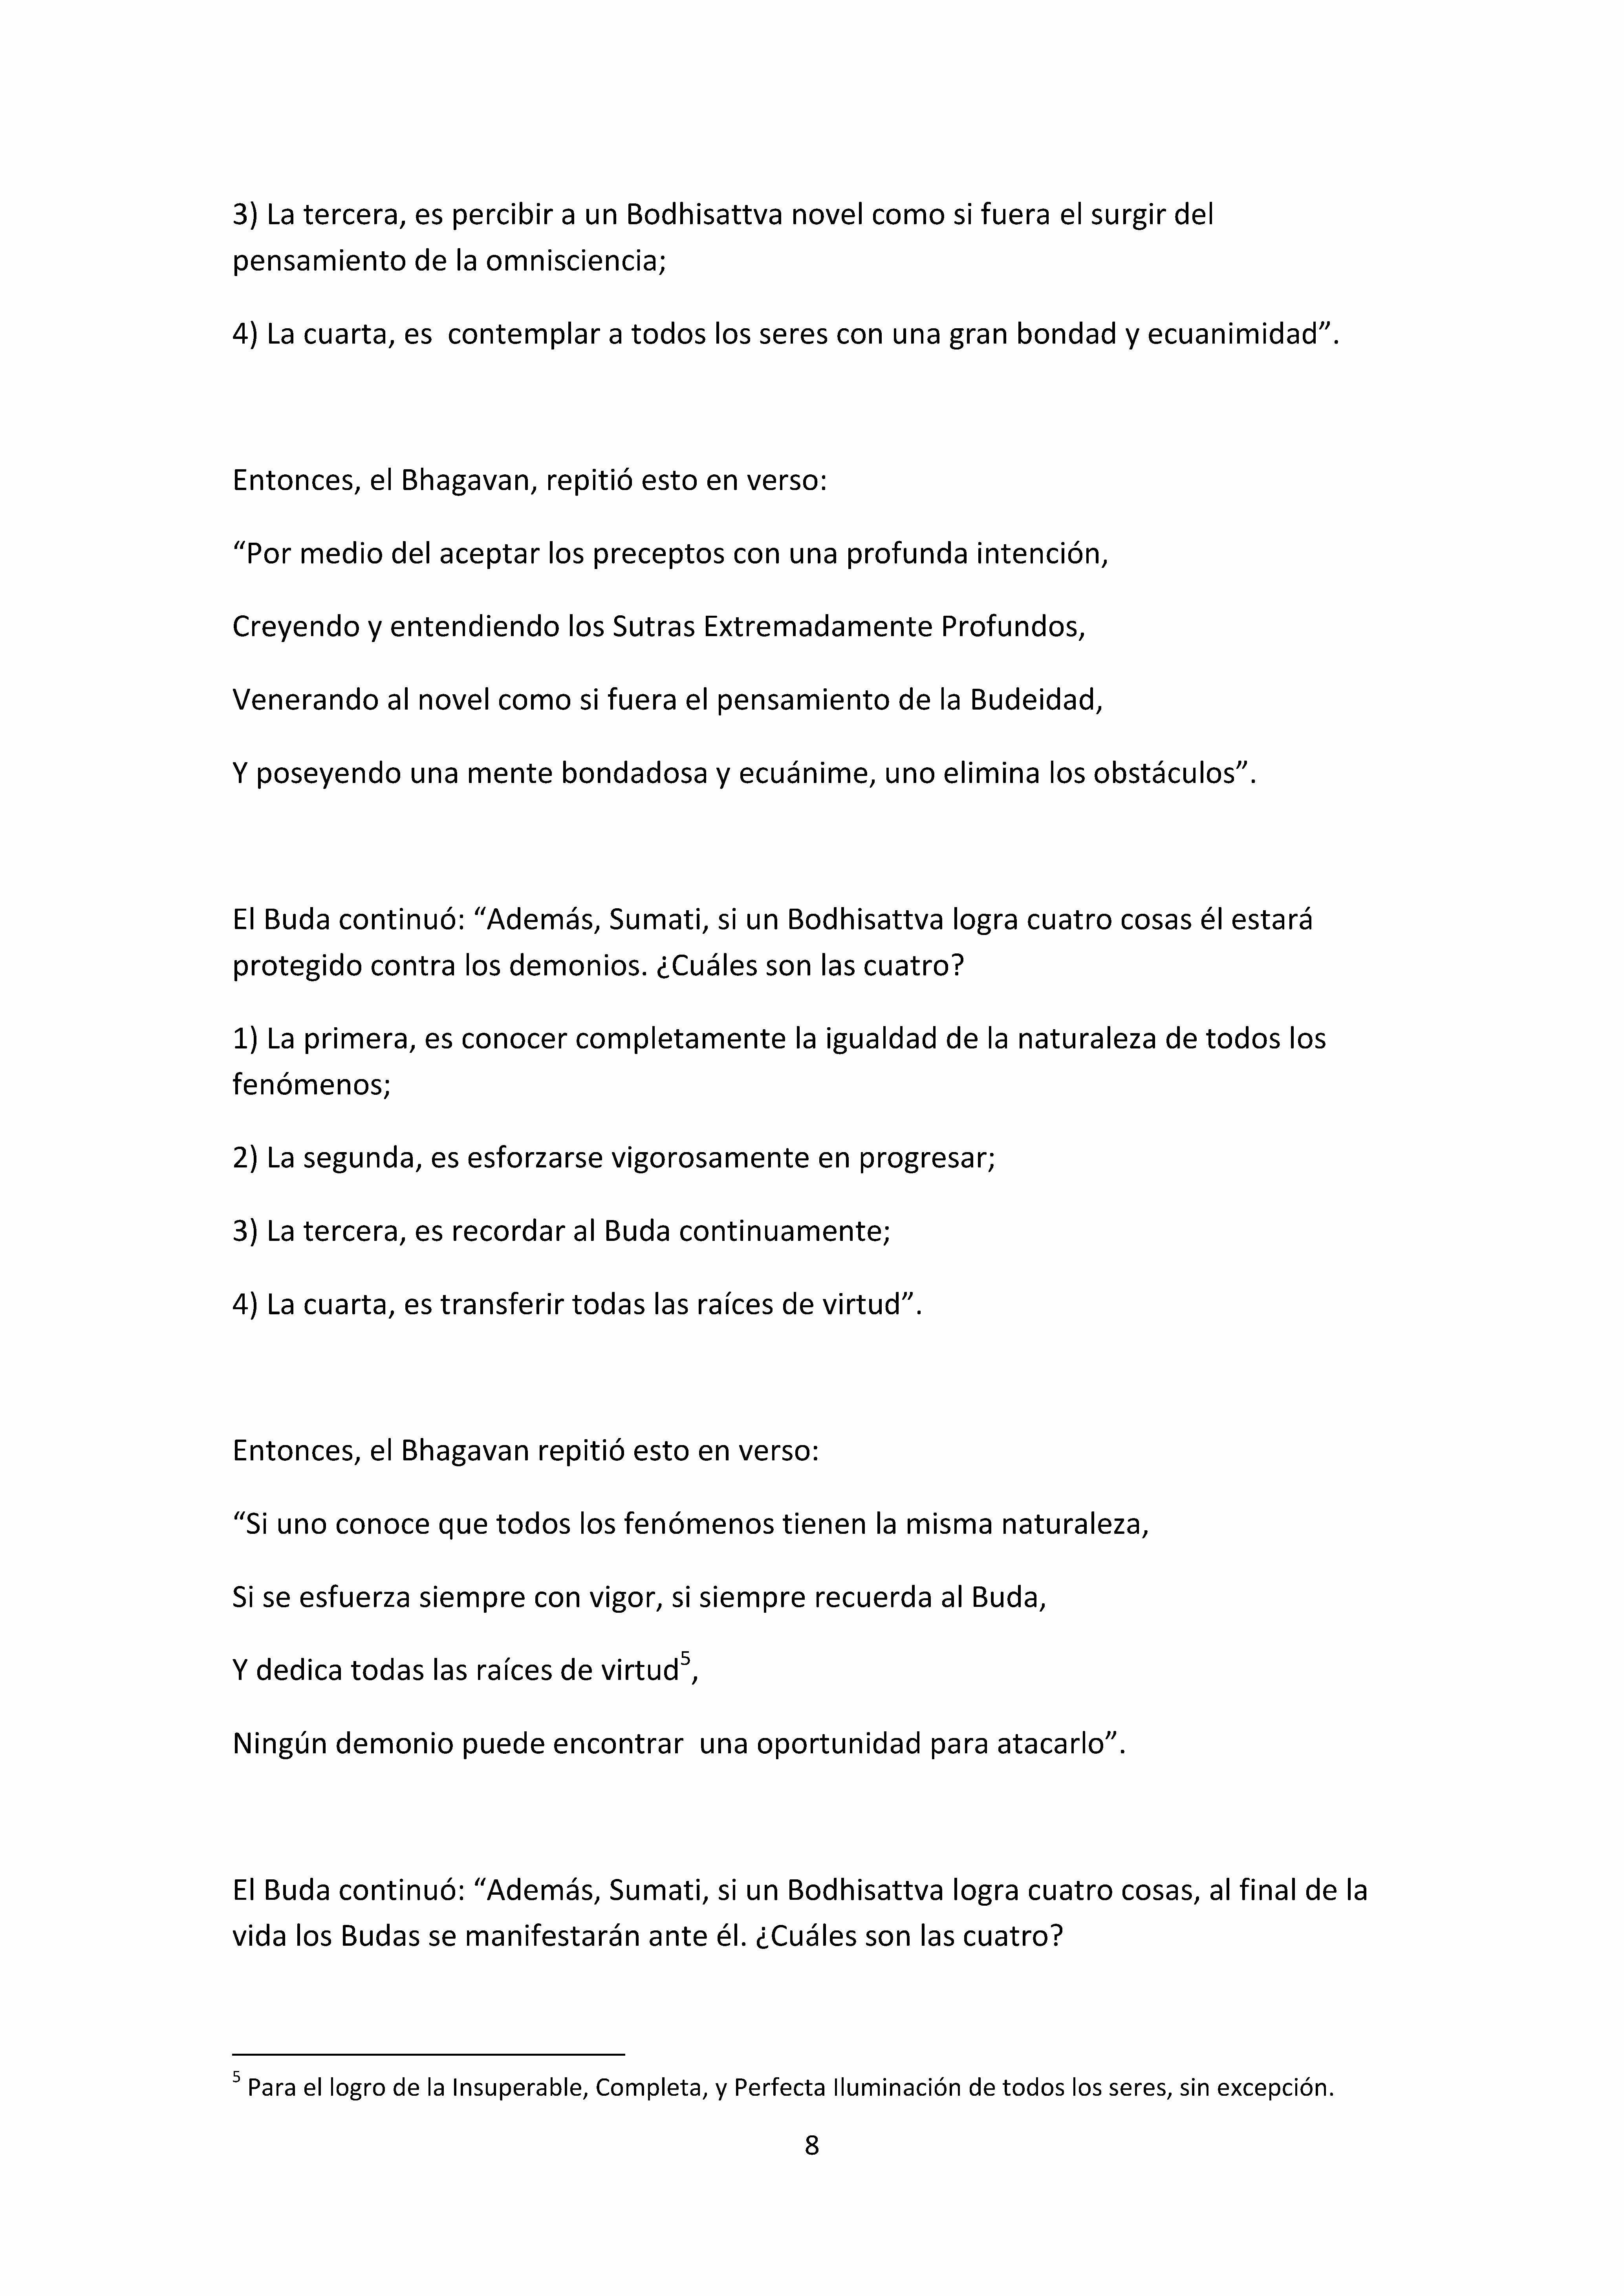 3) La tercera, es percibir a un Bodhisattva novel como si fuera el surgir del
pensamiento de la omnisciencia;
4) La cuarta, es  contemplar a todos los seres con una gran bondad y ecuanimidad”.
Entonces, el Bhagavan, repitió esto en verso:
“Por medio del aceptar los preceptos con una profunda intención,
Creyendo y entendiendo los Sutras Extremadamente Profundos,
Venerando al novel como si fuera el pensamiento de la Budeidad,
Y poseyendo una mente bondadosa y ecuánime, uno elimina los obstáculos”.
El Buda continuó: “Además, Sumati, si un Bodhisattva logra cuatro cosas él estará
protegido contra los demonios. ¿Cuáles son las cuatro?
1) La primera, es conocer completamente la igualdad de la naturaleza de todos los
fenómenos;
2) La segunda, es esforzarse vigorosamente en progresar;
3) La tercera, es recordar al Buda continuamente;
4) La cuarta, es transferir todas las raíces de virtud”.
Entonces, el Bhagavan repitió esto en verso:
“Si uno conoce que todos los fenómenos tienen la misma naturaleza,
Si se esfuerza siempre con vigor, si siempre recuerda al Buda,
Y dedica todas las raíces de virtud5,
Ningún demonio puede encontrar  una oportunidad para atacarlo”.
El Buda continuó: “Además, Sumati, si un Bodhisattva logra cuatro cosas, al final de la
vida los Budas se manifestarán ante él. ¿Cuáles son las cuatro?
5 Para el logro de la Insuperable, Completa, y Perfecta Iluminación de todos los seres, sin excepción.
8